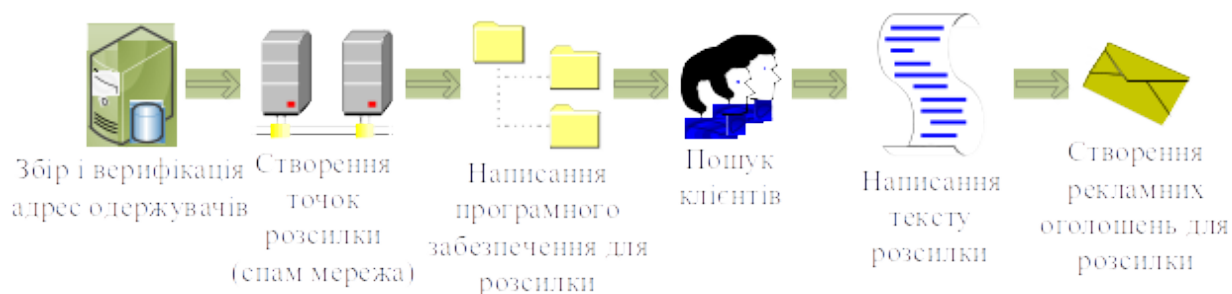 Збір і верифікація
адрес одержувачів
Створення
точок
розсилки
(спам мережа)
Написання
програмного
забезпечення для
розсилки
Пошук
клієнтів
Написання
тексту
розсилки
Створення
рекламних
оголошень для
розсилки